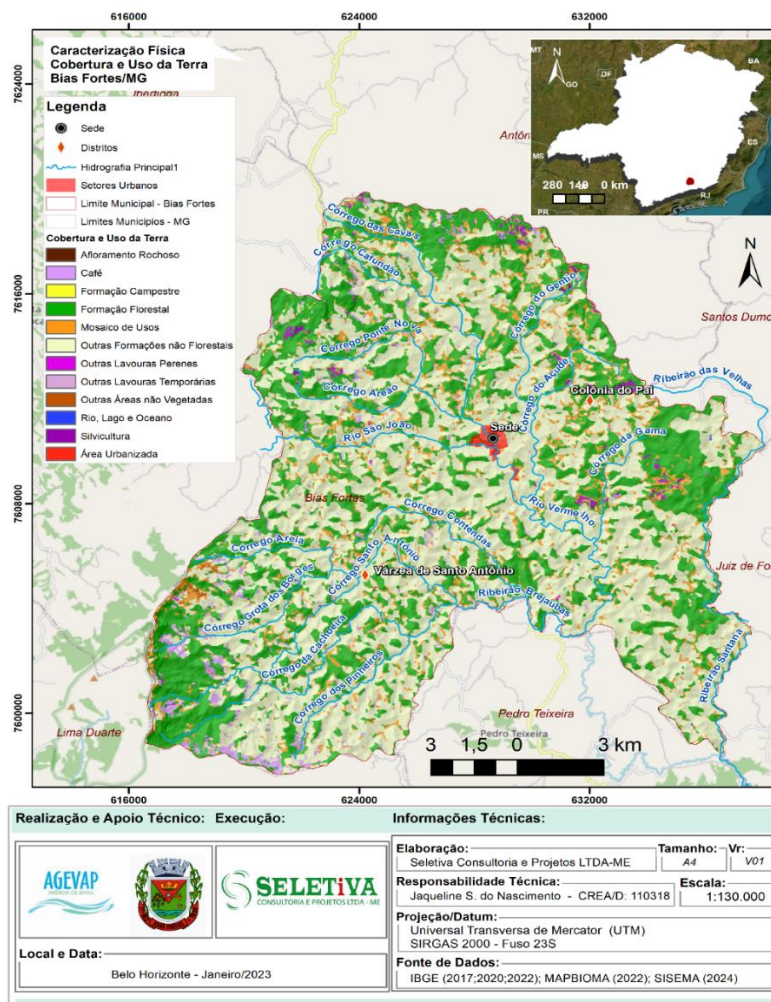 616000
624000
632000
Caracterização Física
Cobertura e Uso da Terra
Bias Fortes/MG
Ibertioga
Legenda
Sede
Distritos
Hidrografia Principal1
Setores Urbanos
Limite Municipal - Bias Fortes
Limites Municipios - MG
Cobertura e Uso da Terra
Afloramento Rochoso
Café
Formação Campestre
Formação Florestal
Mosaico de Usos
Outras Formações não Florestais
Outras Lavouras Perenes
Outras Lavouras Temporárias
Outras Áreas não Vegetadas
Rio, Lago e Oceano
Silvicultura
Área Urbanizada
MT
DF
GO
BA
MS
ES
RJ
PR
N
280 140 0 km
N
7624000
7616000
7608000
7600000
Santos Dumo
Córrego das Cavas
Córrego Cafundão
Córrego do Gentio
Córrego Ponte Nova
Córrego do Açude
Ribeirão das Velhas
Colônia do Paí
Córrego Areão
Sede
Rio São João
Córrego da Gama
Bias Fortes
Rio Vermelho
Córrego Contendas
Córrego Areia
Córrego Santo Antônio
Várzea de Santo Antônio
Juiz de For
Córrego Grota dos Borges
Ribeirão Brejaubas
Córrego da Cachoeira
Córrego dos Pinheiros
Ribeirão Santana
Lima Duarte
Pedro Teixeira
Pedro Teixeira
3 1,5 0 3 km
616000
624000
632000
Realização e Apoio Técnico:
Execução:
Informações Técnicas:
AGEVAP
SELETIVA
CONSULTORIA E PROJETOS LTDA - ME
Elaboração:
Seletiva Consultoria e Projetos LTDA-ME
Tamanho:
A4
Vr:
V01
Responsabilidade Técnica:
Jaqueline S. do Nascimento - CREA/D: 110318
Escala:
1:130.000
Projeção/Datum:
Universal Transversa de Mercator (UTM)
SIRGAS 2000 - Fuso 23S
Local e Data:
Belo Horizonte - Janeiro/2023
Fonte de Dados:
IBGE (2017;2020;2022); MAPBIOMA (2022); SISEMA (2024)